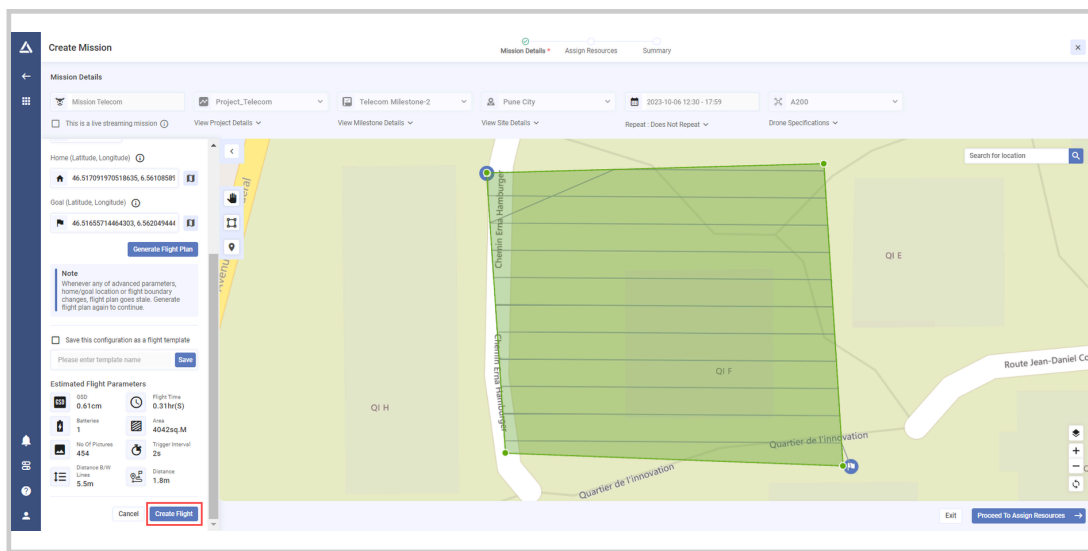 Create Mission
Mission Details *
Assign Resources
Summary
Mission Details
Mission Telecom
Project_Telecom
Telecom Milestone-2
Pune City
2023-10-06 12:30 - 17:59
A200
This is a live streaming mission
View Project Details
View Milestone Details
View Site Details
Repeat : Does Not Repeat
Drone Specifications
Home (Latitude, Longitude)
46.517091970518635, 6.56108589
Goal (Latitude, Longitude)
46.51655714464303, 6.562049444
Generate Flight Plan
Note
Whenever any of advanced parameters,
home/goal location or flight boundary
changes, flight plan goes stale. Generate
flight plan again to continue.
Save this configuration as a flight template
Please enter template name
Save
Estimated Flight Parameters
GSD
GSD
0.61cm
Flight Time
0.31hr(S)
Batteries
1
Area
4042sq.M
No Of Pictures
454
Trigger Interval
2s
Distance B/W
Lines
5.5m
Distance
1.8m
Cancel
Create Flight
Search for location
Chemin Erna Hamburger
Chemin Erna Hamburger
QI E
QI F
QI H
Route Jean-Daniel Co
Quartier de l'innovation
Quartier de l'innovation
Exit
Proceed To Assign Resources